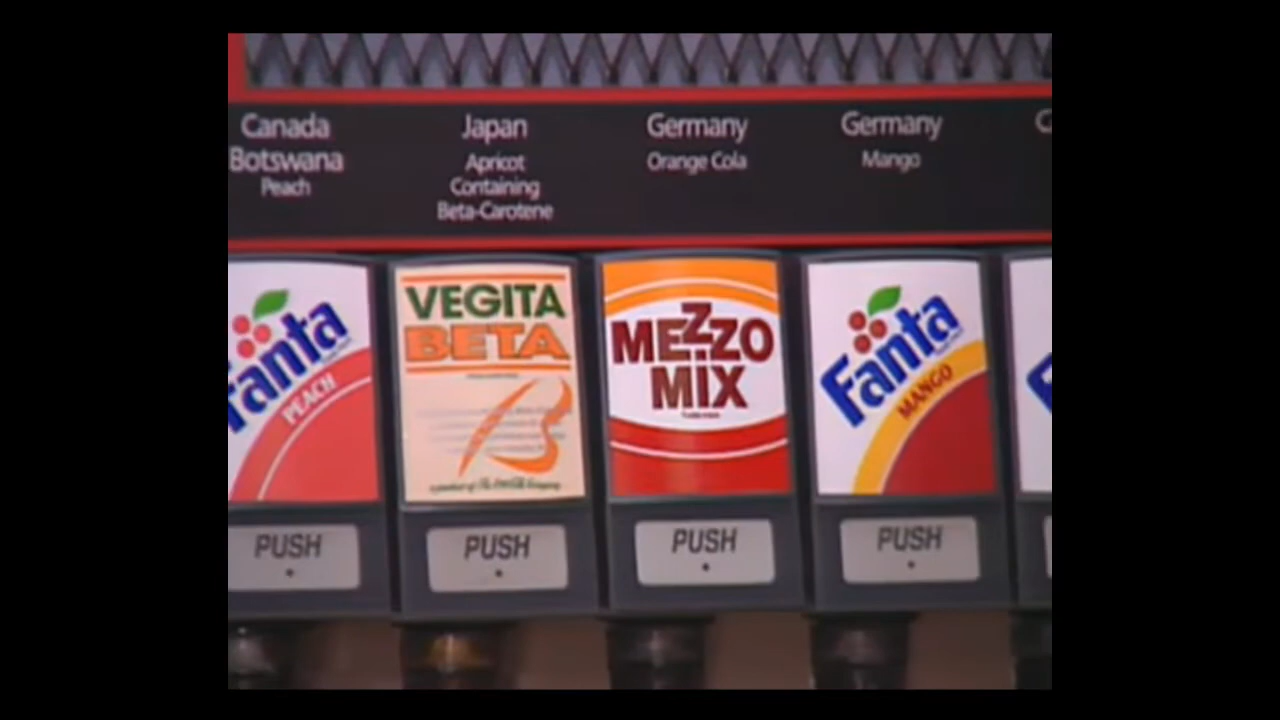 Canada
Botswana
Peach
Japan
Apricot
Containing
Beta-Carotene
Germany
Orange Cola
Germany
Mango
Fanta
PEACH
VEGITA
BETA
MEZZO
MIX
Fanta
MANGO
PUSH
PUSH
PUSH
PUSH